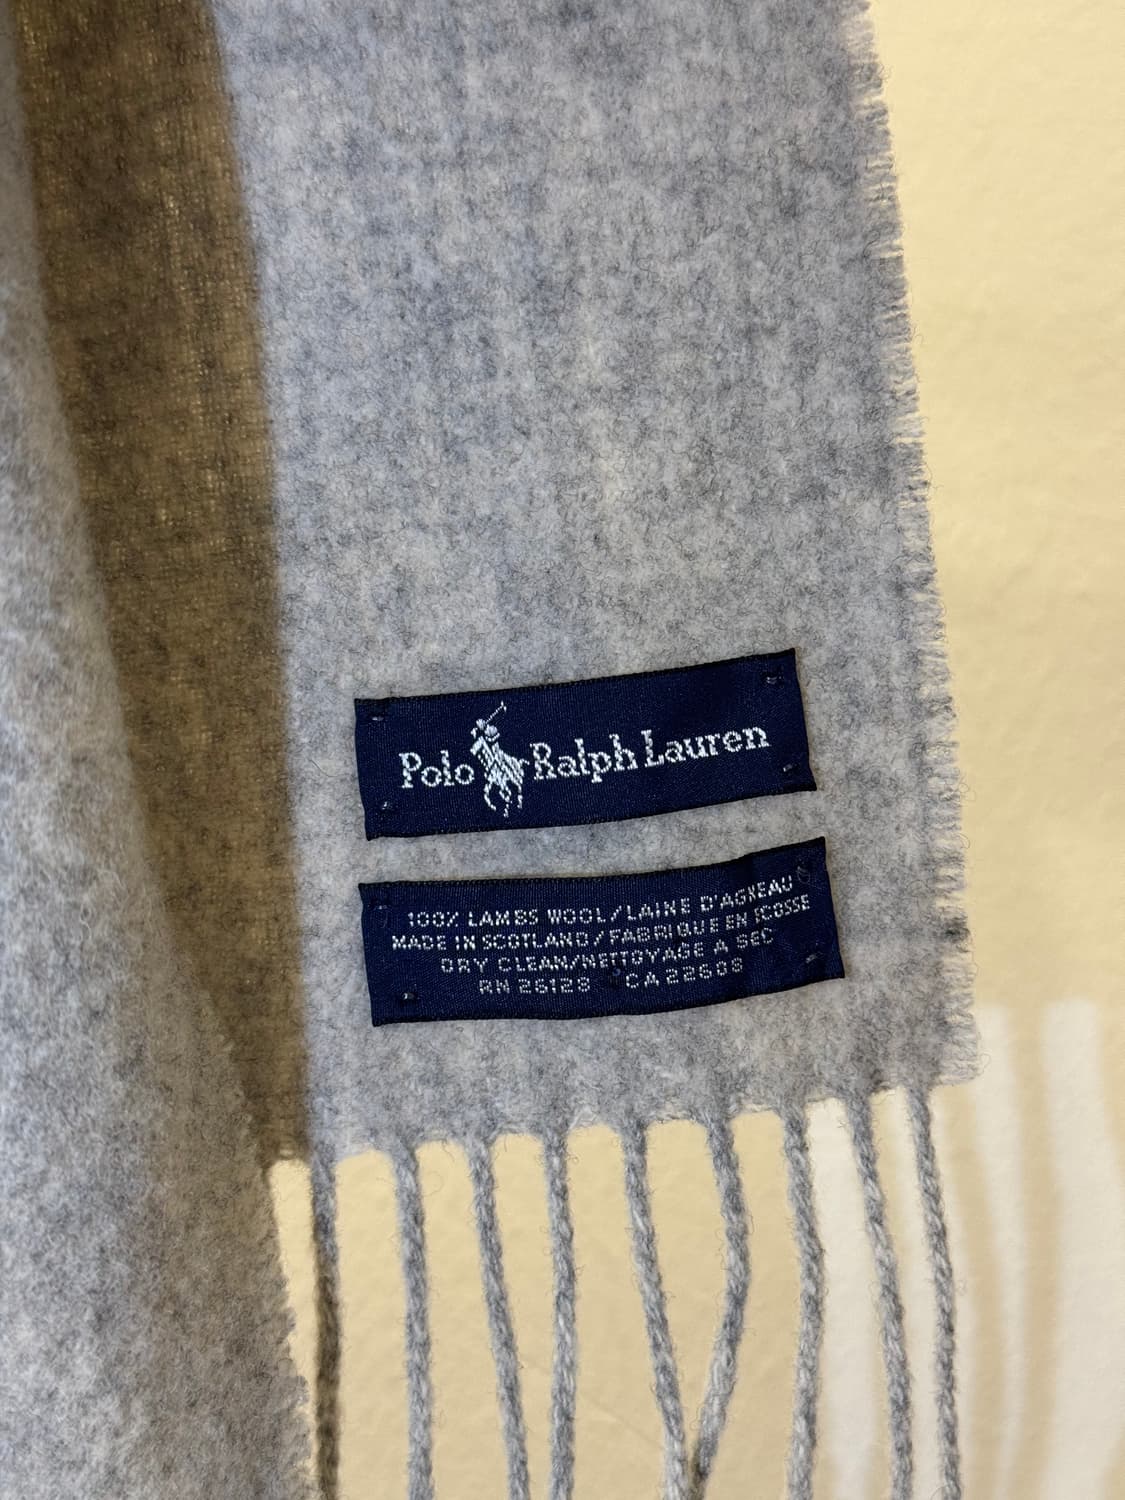 Polo Ralph Lauren
100% LAMBS WOOL/LAINE D'AGNEAU
MADE IN SCOTLAND/FABRIQUE EN ECOSSE
DRY CLEAN/NETTOYAGE A SEC
RN 26128 CA 22608